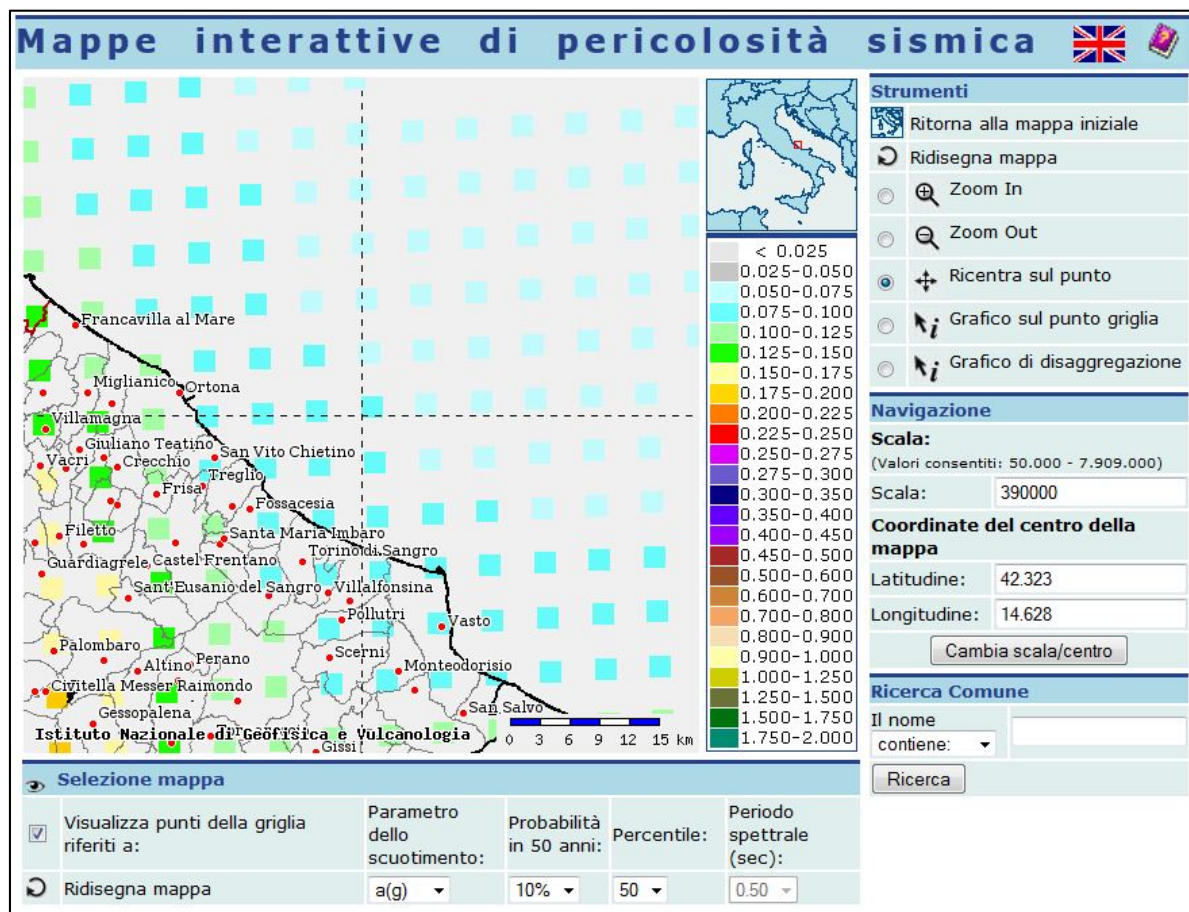 Mappe interattive di pericolosità sismica
Francavilla al Mare
Miglianico
Ortona
Villamagna
Giuliano Teatino
San Vito Chietino
Vacri
Crecchio
Treglio
Frisa
Fossacesia
Filetto
Santa Maria Imbaro
Torino di Sangro
Guardiagrele
Castel Frentano
Sant'Eusanio del Sangro
Villalfonsina
Pollutri
Vasto
Palombaro
Scerni
Altino
Perano
Monteodorisio
Civitella Messer Raimondo
Gessopalena
San Salvo
Istituto Nazionale di Geofisica e Vulcanologia
Gissi
0 3 6 9 12 15 km
< 0.025
0.025-0.050
0.050-0.075
0.075-0.100
0.100-0.125
0.125-0.150
0.150-0.175
0.175-0.200
0.200-0.225
0.225-0.250
0.250-0.275
0.275-0.300
0.300-0.350
0.350-0.400
0.400-0.450
0.450-0.500
0.500-0.600
0.600-0.700
0.700-0.800
0.800-0.900
0.900-1.000
1.000-1.250
1.250-1.500
1.500-1.750
1.750-2.000
Strumenti
Ritorna alla mappa iniziale
Ridisegna mappa
Zoom In
Zoom Out
Ricentra sul punto
Grafico sul punto griglia
Grafico di disaggregazione
Navigazione
Scala:
(Valori consentiti: 50.000 - 7.909.000)
Scala: 390000
Coordinate del centro della
mappa
Latitudine: 42.323
Longitudine: 14.628
Cambia scala/centro
Ricerca Comune
Il nome
contiene:
Ricerca
Selezione mappa
Visualizza punti della griglia
riferiti a:
Parametro
dello
scuotimento:
Probabilità
in 50 anni:
Percentile:
Periodo
spettrale
(sec):
Ridisegna mappa
a(g) 10% 50 0.50